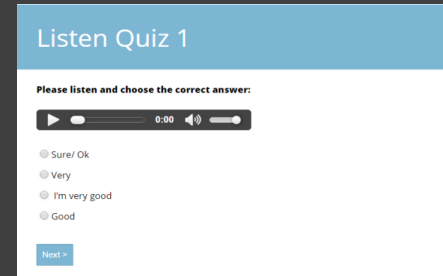 Listen Quiz 1
Please listen and choose the correct answer:
0:00
Sure/ Ok
Very
I'm very good
Good
Next >